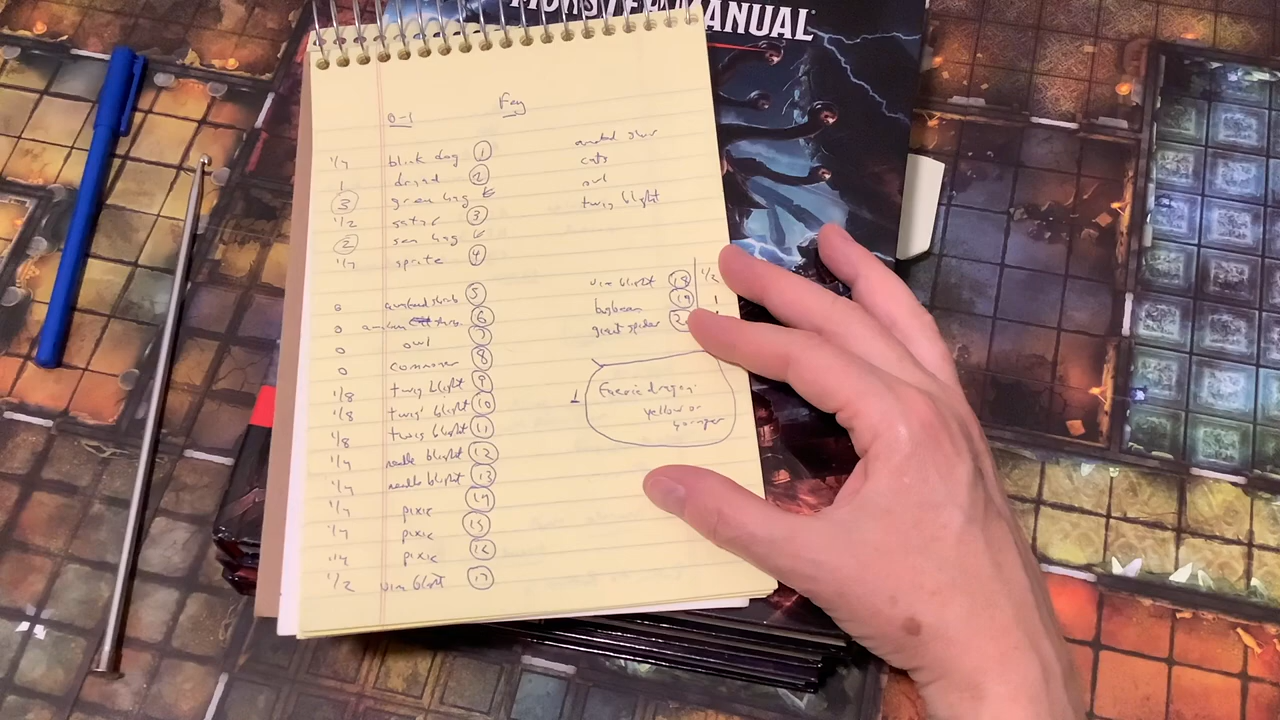 MONSTER MANUAL
Fey
0-1
1/4 blink dog 1
1 dryad 2
3 green hag
1/2 satyr 3
2 sea hag
1/4 sprite 4
0 awakened shrub 5
0 awaken shrub 6
0 owl 7
0 commoner 8
1/8 twig blight 9
1/8 twig blight 10
1/8 twig blight 11
1/4 needle blight 12
1/4 needle blight 13
1/4 pixie 14
1/4 pixie 15
1/4 pixie 16
1/2 vine blight 17
cats
owl
twig blight
vine blight 18 1/2
19 1
giant spider
1
Faerie dragon:
yellow or
younger